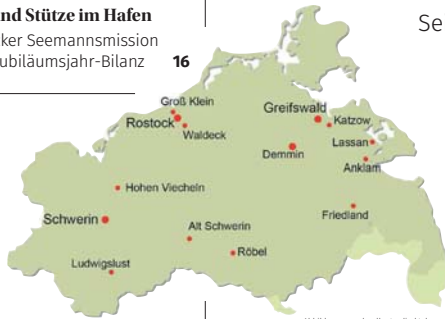 and Stütze im Hafen
ker Seemannsmission
ubiläumsjahr-Bilanz 16
Se
Groß Klein
Rostock
Waldeck
Greifswald
Katzow
Lassan
Demmin
Anklam
Hohen Viecheln
Schwerin
Friedland
Alt Schwerin
Röbel
Ludwigslust